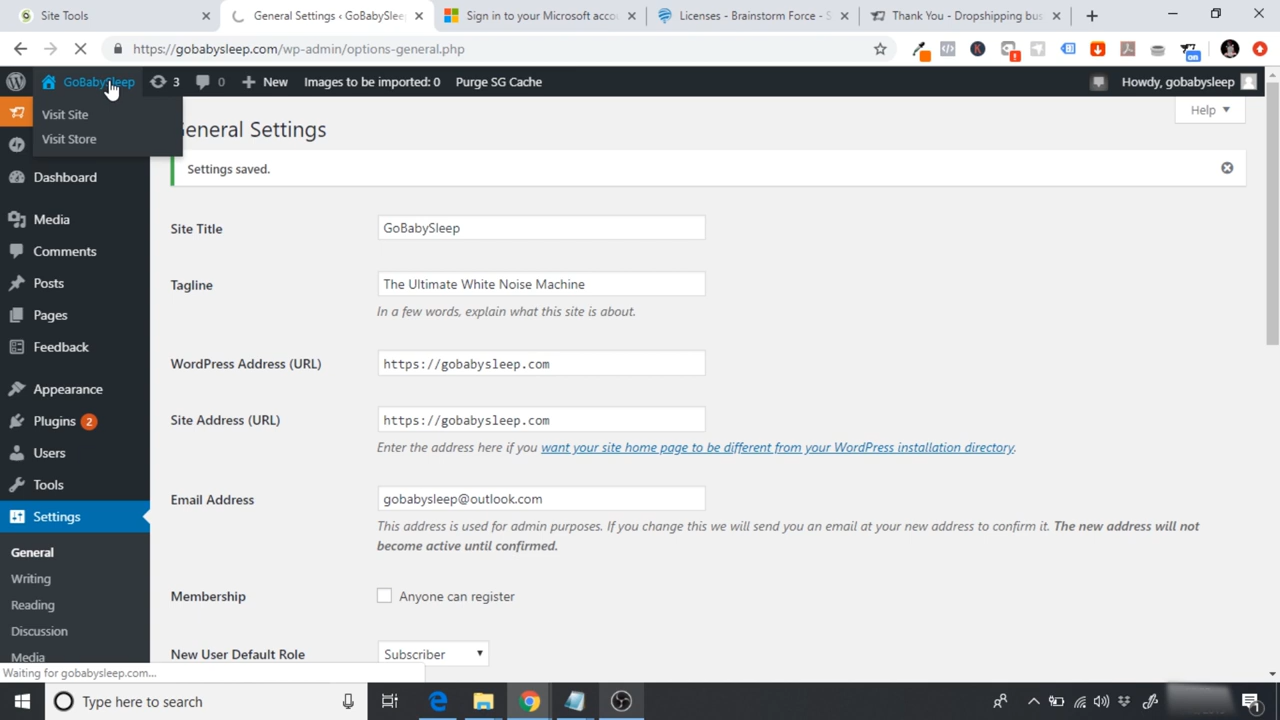 Site Tools
General Settings ‹ GoBabySlee
Sign in to your Microsoft acco
Licenses - Brainstorm Force - S
Thank You - Dropshipping bus
https://gobabysleep.com/wp-admin/options-general.php
on
GoBabySleep
3
0
New
Images to be imported: 0
Purge SG Cache
Howdy, gobabysleep
Visit Site
Visit Store
Help
General Settings
Settings saved.
Dashboard
Media
Comments
Posts
Pages
Feedback
Appearance
Plugins 2
Users
Tools
Settings
General
Writing
Reading
Discussion
Media
Site Title
GoBabySleep
Tagline
The Ultimate White Noise Machine
In a few words, explain what this site is about.
WordPress Address (URL)
https://gobabysleep.com
Site Address (URL)
https://gobabysleep.com
Enter the address here if you want your site home page to be different from your WordPress installation directory.
Email Address
gobabysleep@outlook.com
This address is used for admin purposes. If you change this we will send you an email at your new address to confirm it. The new address will not
become active until confirmed.
Membership
Anyone can register
New User Default Role
Subscriber
Waiting for gobabysleep.com...
Type here to search